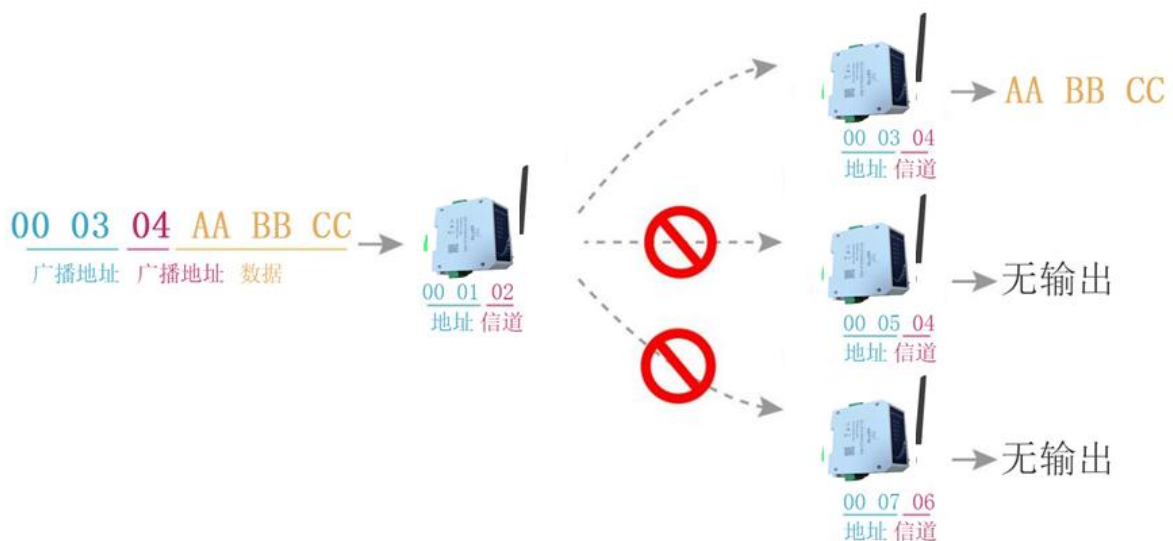 00 03 04 AA BB CC
广播地址 广播地址 数据
00 01 02
地址 信道
AA BB CC
00 03 04
地址 信道
无输出
00 05 04
地址 信道
无输出
00 07 06
地址 信道